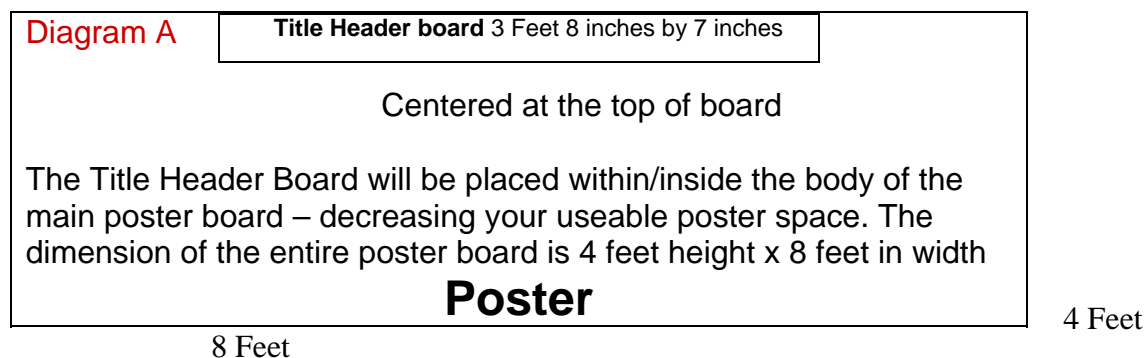 Diagram A
Title Header board 3 Feet 8 inches by 7 inches
Centered at the top of board
The Title Header Board will be placed within/inside the body of the
main poster board – decreasing your useable poster space. The
dimension of the entire poster board is 4 feet height x 8 feet in width
Poster
4 Feet
8 Feet